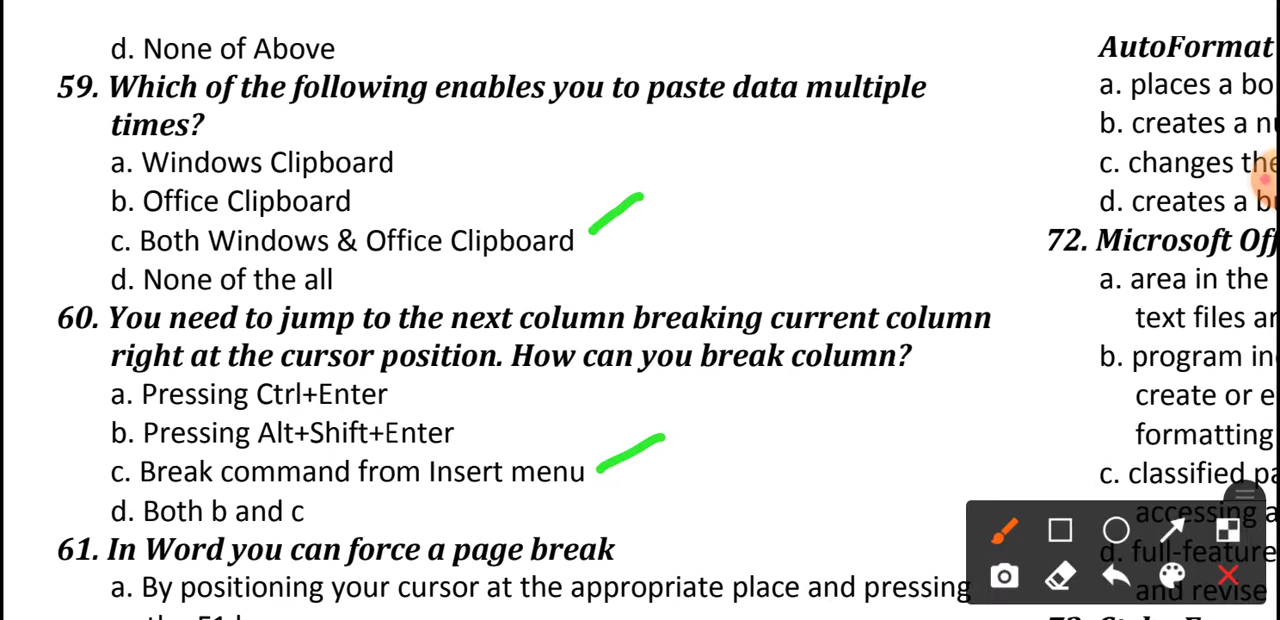 d. None of Above
59. Which of the following enables you to paste data multiple
times?
a. Windows Clipboard
b. Office Clipboard
c. Both Windows & Office Clipboard
d. None of the all
60. You need to jump to the next column breaking current column
right at the cursor position. How can you break column?
a. Pressing Ctrl+Enter
b. Pressing Alt+Shift+Enter
c. Break command from Insert menu
d. Both b and c
61. In Word you can force a page break
a. By positioning your cursor at the appropriate place and pressing
AutoFormat
a. places a bo
b. creates a n
c. changes the
d. creates a b
72. Microsoft Off
a. area in the
text files ar
b. program in
create or e
formatting
c. classified pa
accessing a
d. full-feature
and revise